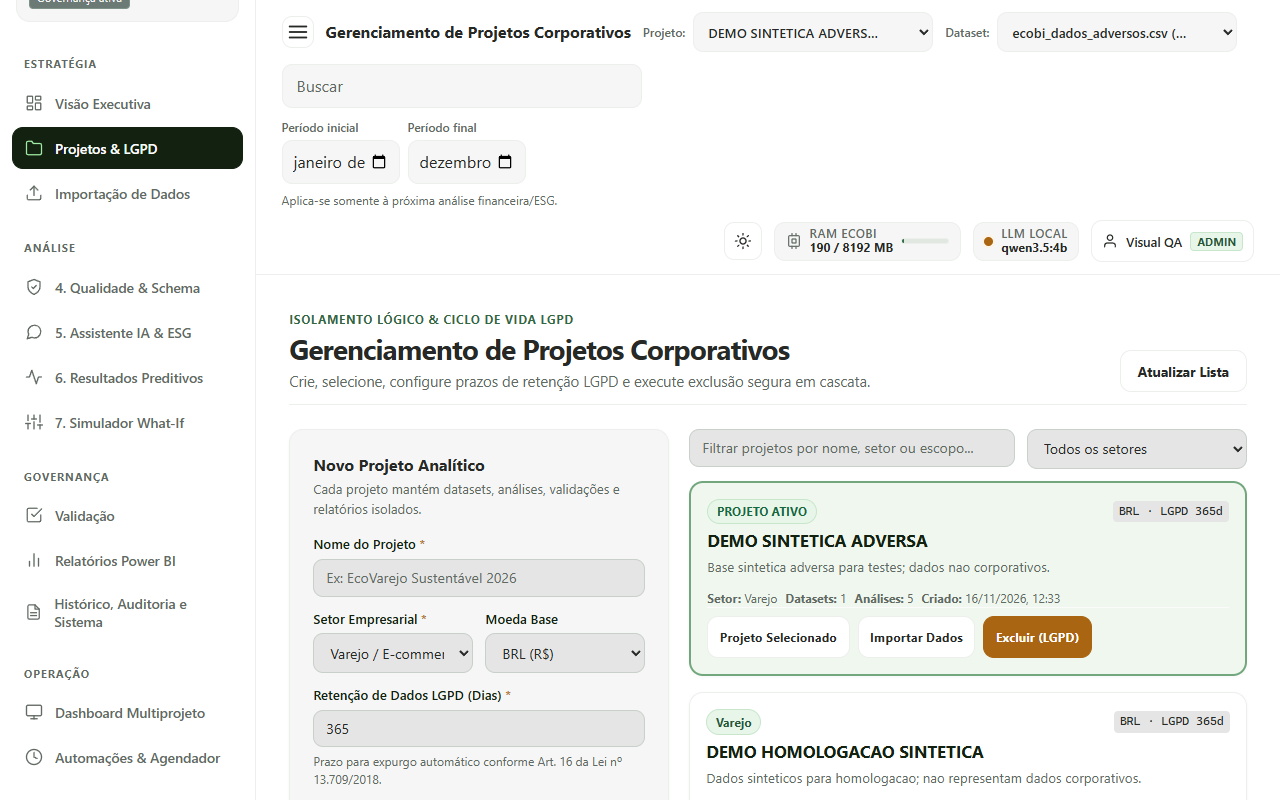 Governança ativa
ESTRATÉGIA
Visão Executiva
Projetos & LGPD
Importação de Dados
ANÁLISE
4. Qualidade & Schema
5. Assistente IA & ESG
6. Resultados Preditivos
7. Simulador What-If
GOVERNANÇA
Validação
Relatórios Power BI
Histórico, Auditoria e
Sistema
OPERAÇÃO
Dashboard Multiprojeto
Automações & Agendador
Gerenciamento de Projetos Corporativos
Projeto:
DEMO SINTETICA ADVERS...
Dataset:
ecobi_dados_adversos.csv (...
Buscar
Período inicial
Período final
janeiro de
dezembro
Aplica-se somente à próxima análise financeira/ESG.
RAM ECOBI
190 / 8192 MB
LLM LOCAL
qwen3.5:4b
Visual QA
ADMIN
ISOLAMENTO LÓGICO & CICLO DE VIDA LGPD
Gerenciamento de Projetos Corporativos
Crie, selecione, configure prazos de retenção LGPD e execute exclusão segura em cascata.
Atualizar Lista
Novo Projeto Analítico
Cada projeto mantém datasets, análises, validações e
relatórios isolados.
Nome do Projeto *
Ex: EcoVarejo Sustentável 2026
Setor Empresarial *
Moeda Base
Varejo / E-commer
BRL (R$)
Retenção de Dados LGPD (Dias) *
365
Prazo para expurgo automático conforme Art. 16 da Lei nº
13.709/2018.
Filtrar projetos por nome, setor ou escopo...
Todos os setores
PROJETO ATIVO
BRL · LGPD 365d
DEMO SINTETICA ADVERSA
Base sintetica adversa para testes; dados nao corporativos.
Setor: Varejo Datasets: 1 Análises: 5 Criado: 16/11/2026, 12:33
Projeto Selecionado
Importar Dados
Excluir (LGPD)
Varejo
BRL · LGPD 365d
DEMO HOMOLOGACAO SINTETICA
Dados sinteticos para homologacao; nao representam dados corporativos.